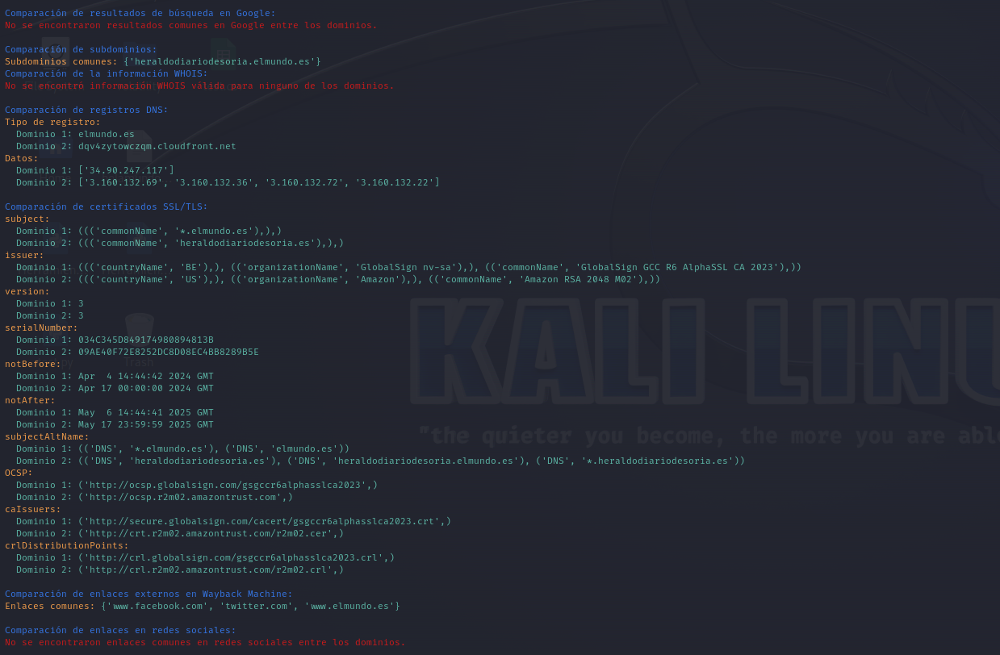 Comparación de resultados de búsqueda en Google:
No se encontraron resultados comunes en Google entre los dominios.
Comparación de subdominios:
Subdominios comunes: {'heraldodiariodesoria.elmundo.es'}
Comparación de la información WHOIS:
No se encontró información WHOIS válida para ninguno de los dominios.
Comparación de registros DNS:
Tipo de registro:
Dominio 1: elmundo.es
Dominio 2: dqv4zytowczqm.cloudfront.net
Datos:
Dominio 1: ['34.90.247.117']
Dominio 2: ['3.160.132.69', '3.160.132.36', '3.160.132.72', '3.160.132.22']
Comparación de certificados SSL/TLS:
subject:
Dominio 1: ((('commonName', '*.elmundo.es'),),)
Dominio 2: ((('commonName', 'heraldodiariodesoria.es'),),)
issuer:
Dominio 1: ((('countryName', 'BE'),), (('organizationName', 'GlobalSign nv-sa'),), (('commonName', 'GlobalSign GCC R6 AlphaSSL CA 2023'),))
Dominio 2: ((('countryName', 'US'),), (('organizationName', 'Amazon'),), (('commonName', 'Amazon RSA 2048 M02'),))
version:
Dominio 1: 3
Dominio 2: 3
serialNumber:
Dominio 1: 034C345D849174980894813B
Dominio 2: 09AE40F72E8252DC8D08EC4BB8289B5E
notBefore:
Dominio 1: Apr  4 14:44:42 2024 GMT
Dominio 2: Apr 17 00:00:00 2024 GMT
notAfter:
Dominio 1: May  6 14:44:41 2025 GMT
Dominio 2: May 17 23:59:59 2025 GMT
subjectAltName:
Dominio 1: (('DNS', '*.elmundo.es'), ('DNS', 'elmundo.es'))
Dominio 2: (('DNS', 'heraldodiariodesoria.es'), ('DNS', 'heraldodiariodesoria.elmundo.es'), ('DNS', '*.heraldodiariodesoria.es'))
OCSP:
Dominio 1: ('http://ocsp.globalsign.com/gsgccr6alphasslca2023',)
Dominio 2: ('http://ocsp.r2m02.amazontrust.com',)
caIssuers:
Dominio 1: ('http://secure.globalsign.com/cacert/gsgccr6alphasslca2023.crt',)
Dominio 2: ('http://crt.r2m02.amazontrust.com/r2m02.cer',)
crlDistributionPoints:
Dominio 1: ('http://crl.globalsign.com/gsgccr6alphasslca2023.crl',)
Dominio 2: ('http://crl.r2m02.amazontrust.com/r2m02.crl',)
Comparación de enlaces externos en Wayback Machine:
Enlaces comunes: {'www.facebook.com', 'twitter.com', 'www.elmundo.es'}
Comparación de enlaces en redes sociales:
No se encontraron enlaces comunes en redes sociales entre los dominios.
Trash
KALI LINU
"the quieter you become, the more you are abl